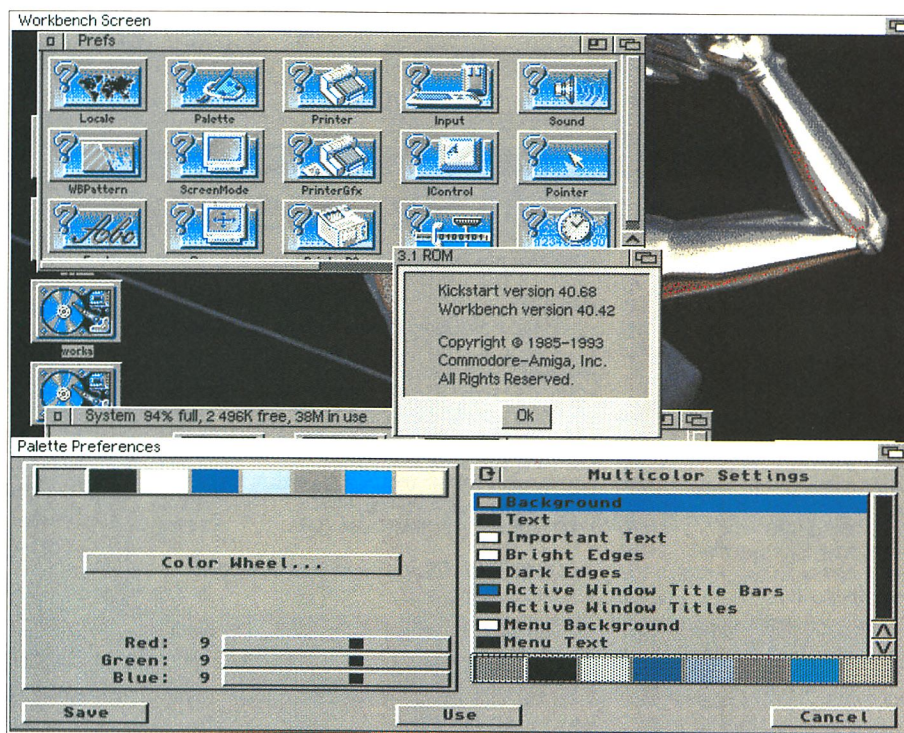 Workbench Screen
Prefs
Locale
Palette
Printer
Input
Sound
WBPattern
ScreenMode
PrinterGfx
IControl
Pointer
Abc
0100101
3.1 ROM
Kickstart version 40.68
Workbench version 40.42
Copyright © 1985-1993
Commodore-Amiga, Inc.
All Rights Reserved.
Ok
works
System 94% full, 2 496K free, 38M in use
Palette Preferences
Color Wheel...
Red: 9
Green: 9
Blue: 9
Multicolor Settings
Background
Text
Important Text
Bright Edges
Dark Edges
Active Window Title Bars
Active Window Titles
Menu Background
Menu Text
Save
Use
Cancel